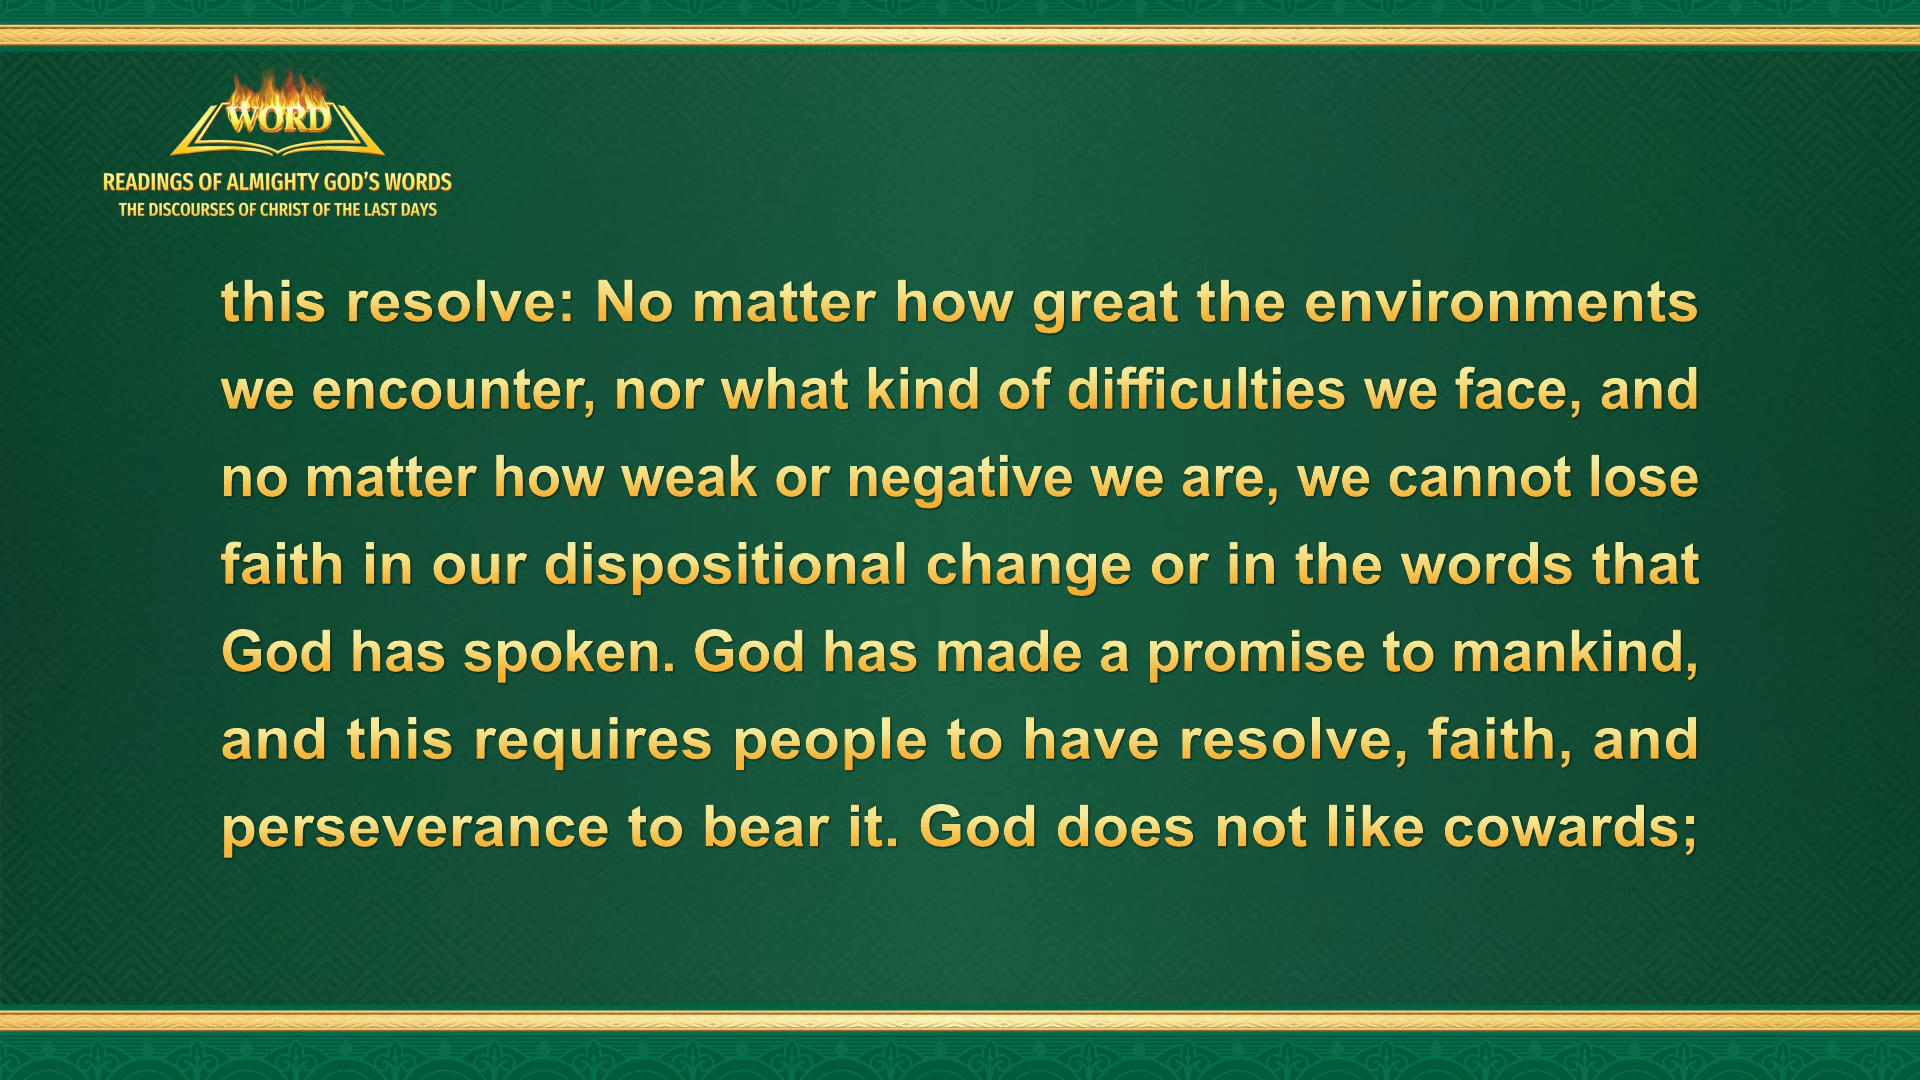 WORD
READINGS OF ALMIGHTY GOD'S WORDS
THE DISCOURSES OF CHRIST OF THE LAST DAYS
this resolve: No matter how great the environments
we encounter, nor what kind of difficulties we face, and
no matter how weak or negative we are, we cannot lose
faith in our dispositional change or in the words that
God has spoken. God has made a promise to mankind,
and this requires people to have resolve, faith, and
perseverance to bear it. God does not like cowards;